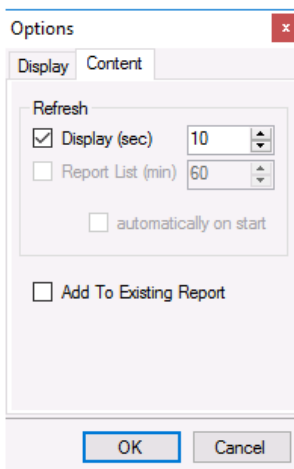 Options
x
Display Content
Refresh
Display (sec) 10
Report List (min) 60
automatically on start
Add To Existing Report
OK Cancel